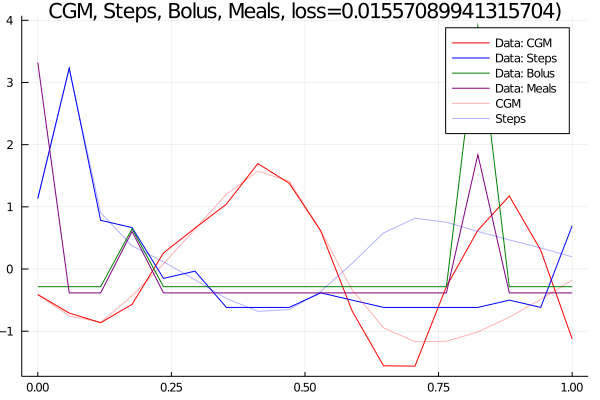 CGM, Steps, Bolus, Meals, loss=0.01557089941315704)
Data: CGM
Data: Steps
Data: Bolus
Data: Meals
CGM
Steps
4
3
2
1
0
−1
0.00 0.25 0.50 0.75 1.00